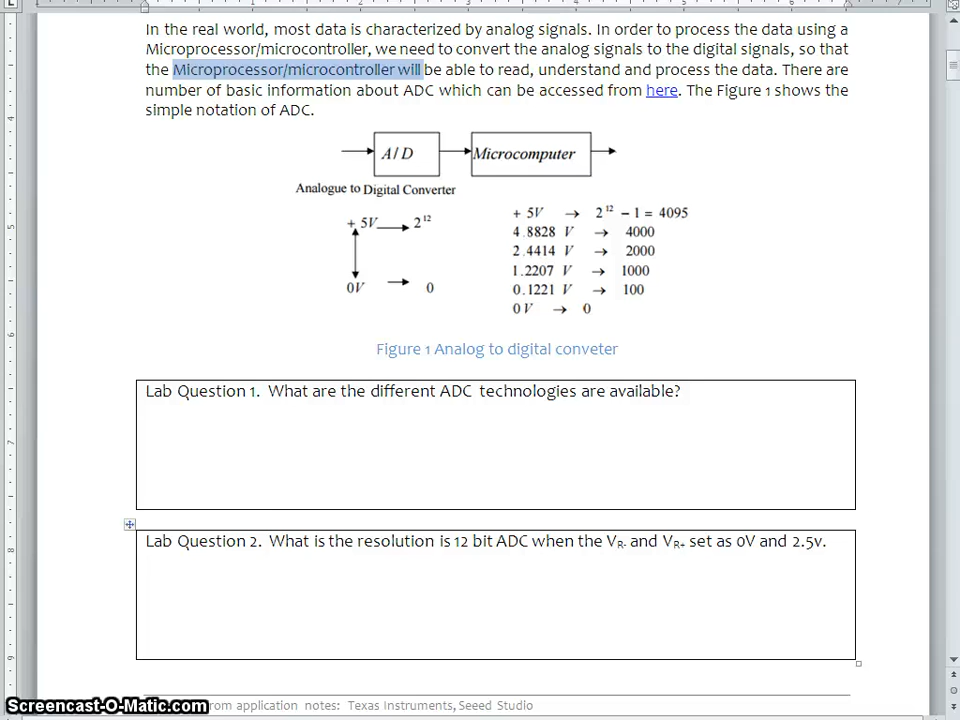 In the real world, most data is characterized by analog signals. In order to process the data using a
Microprocessor/microcontroller, we need to convert the analog signals to the digital signals, so that
the Microprocessor/microcontroller will be able to read, understand and process the data. There are
number of basic information about ADC which can be accessed from here. The Figure 1 shows the
simple notation of ADC.
A/D
Microcomputer
Analogue to Digital Converter
+ 5V → 2^12
0V → 0
+ 5V → 2^12 − 1 = 4095
4.8828 V → 4000
2.4414 V → 2000
1.2207 V → 1000
0.1221 V → 100
0V → 0
Figure 1 Analog to digital conveter
Lab Question 1. What are the different ADC technologies are available?
Lab Question 2. What is the resolution is 12 bit ADC when the VR- and VR+ set as 0V and 2.5v.
from application notes: Texas Instruments, Seeed Studio
Screencast-O-Matic.com